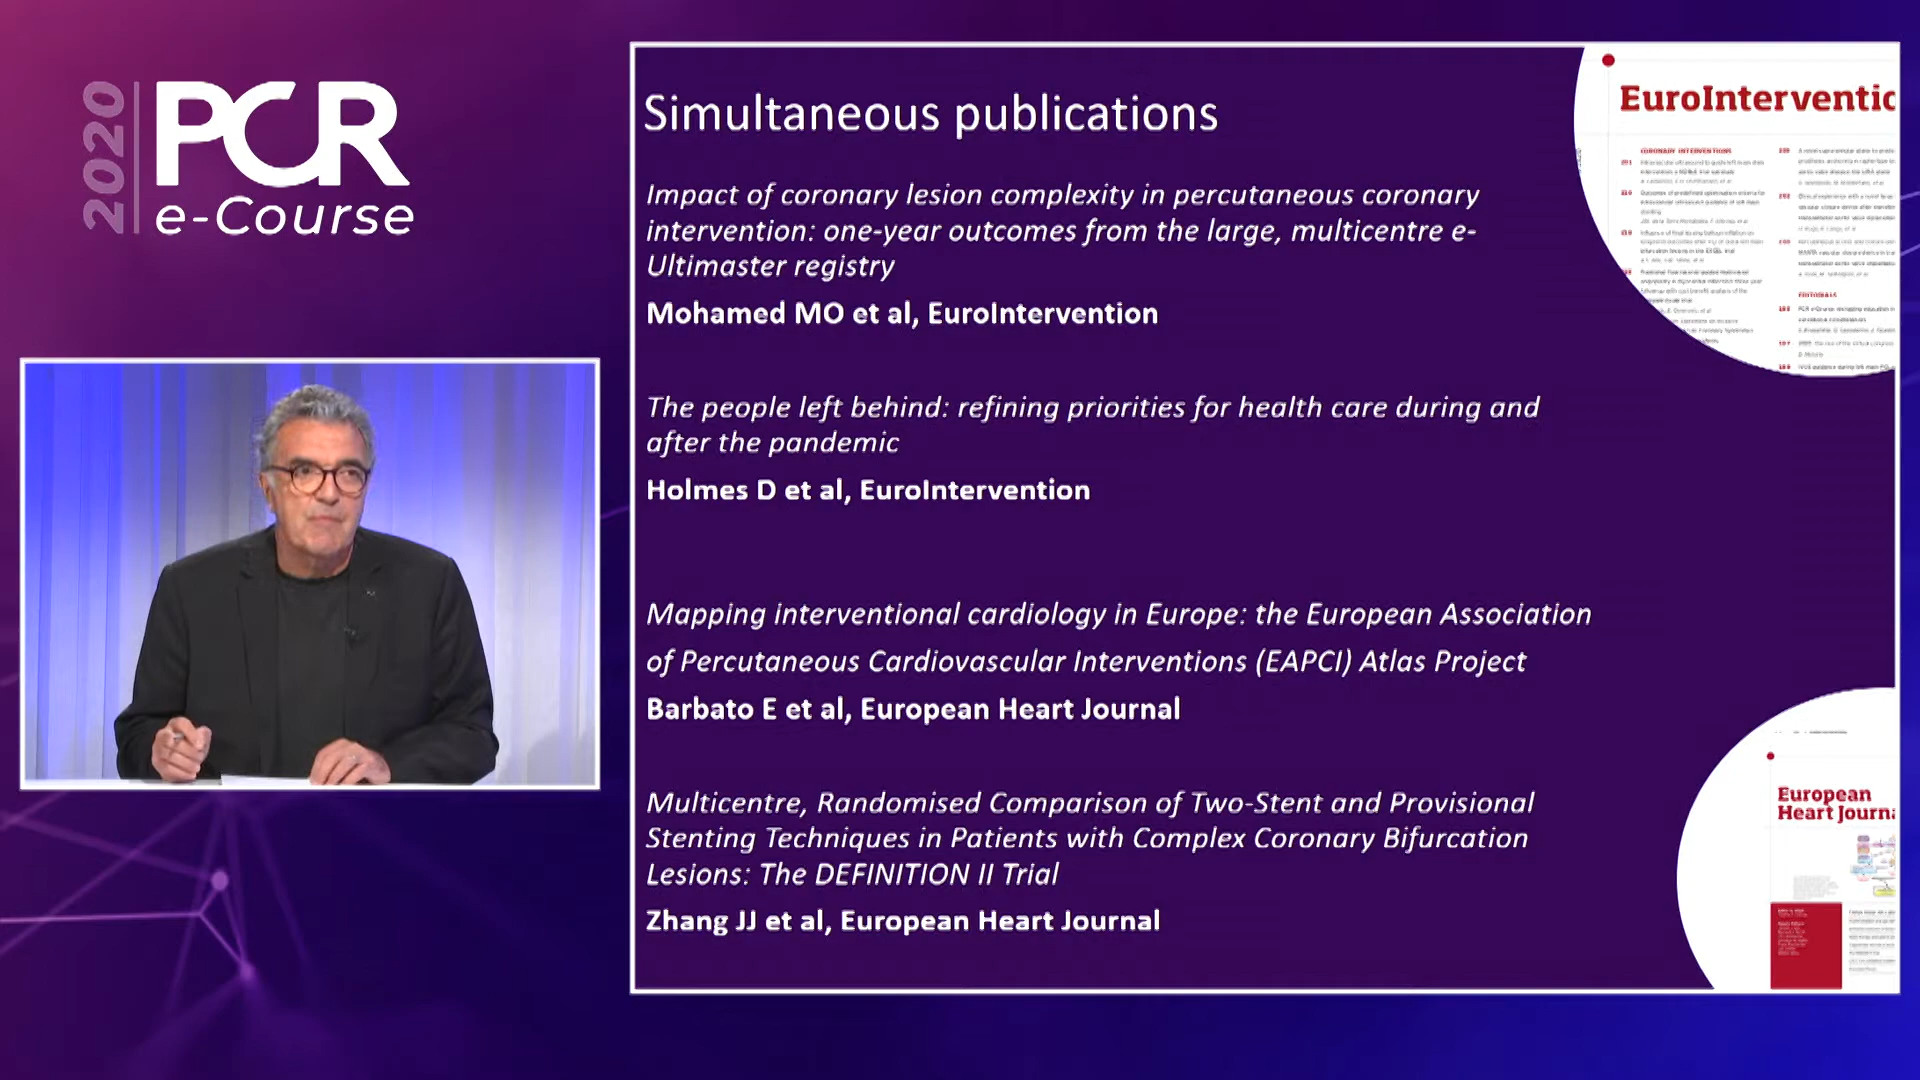 2020
PCR
e-Course
Simultaneous publications
Impact of coronary lesion complexity in percutaneous coronary
intervention: one-year outcomes from the large, multicentre e-
Ultimaster registry
Mohamed MO et al, EuroIntervention
The people left behind: refining priorities for health care during and
after the pandemic
Holmes D et al, EuroIntervention
Mapping interventional cardiology in Europe: the European Association
of Percutaneous Cardiovascular Interventions (EAPCI) Atlas Project
Barbato E et al, European Heart Journal
Multicentre, Randomised Comparison of Two-Stent and Provisional
Stenting Techniques in Patients with Complex Coronary Bifurcation
Lesions: The DEFINITION II Trial
Zhang JJ et al, European Heart Journal
EuroInterventio
CORONARY INTERVENTIONS
EDITORIALS
European
Heart Journa